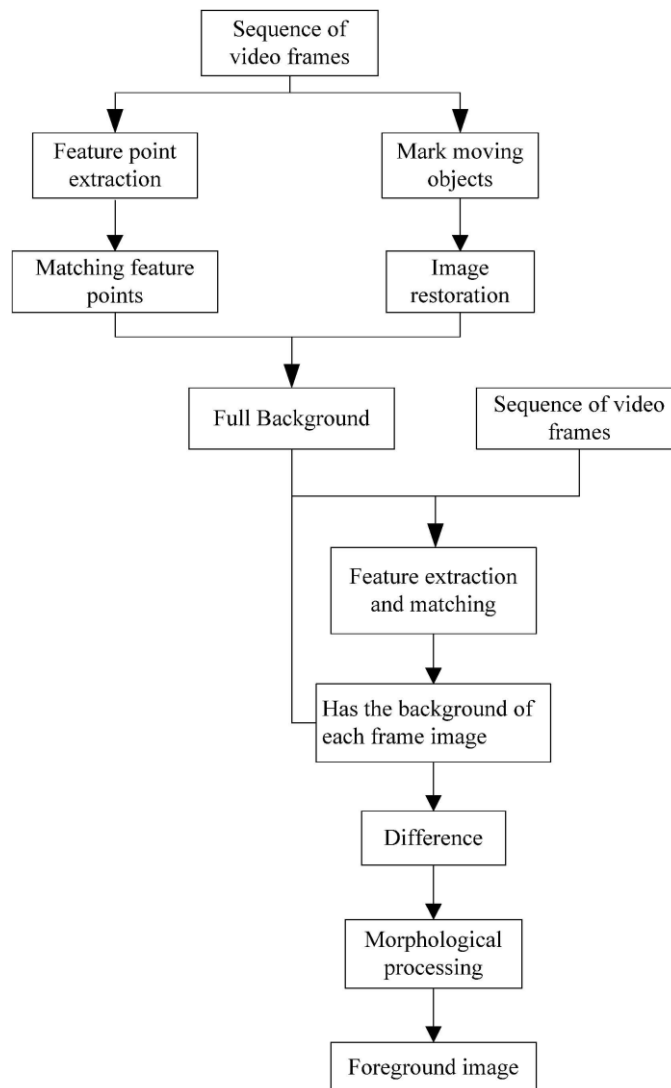 Sequence of
video frames
Feature point
extraction
Mark moving
objects
Matching feature
points
Image
restoration
Full Background
Sequence of video
frames
Feature extraction
and matching
Has the background of
each frame image
Difference
Morphological
processing
Foreground image